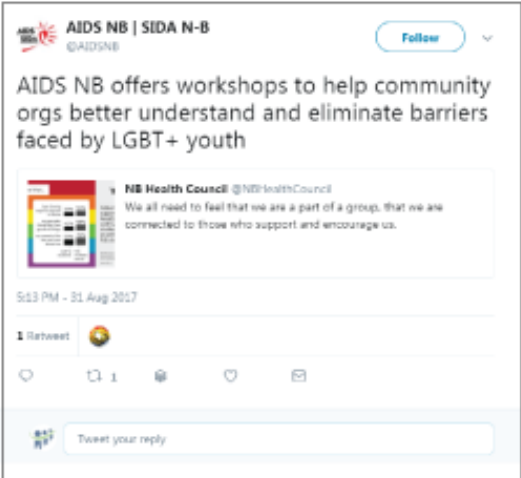 AIDS NB | SIDA N-B
@AIDSNB
Follow
AIDS NB offers workshops to help community
orgs better understand and eliminate barriers
faced by LGBT+ youth
NB Health Council @NBHealthCouncil
We all need to feel that we are a part of a group, that we are
connected to those who support and encourage us.
5:13 PM - 31 Aug 2017
1 Retweet
1
Tweet your reply